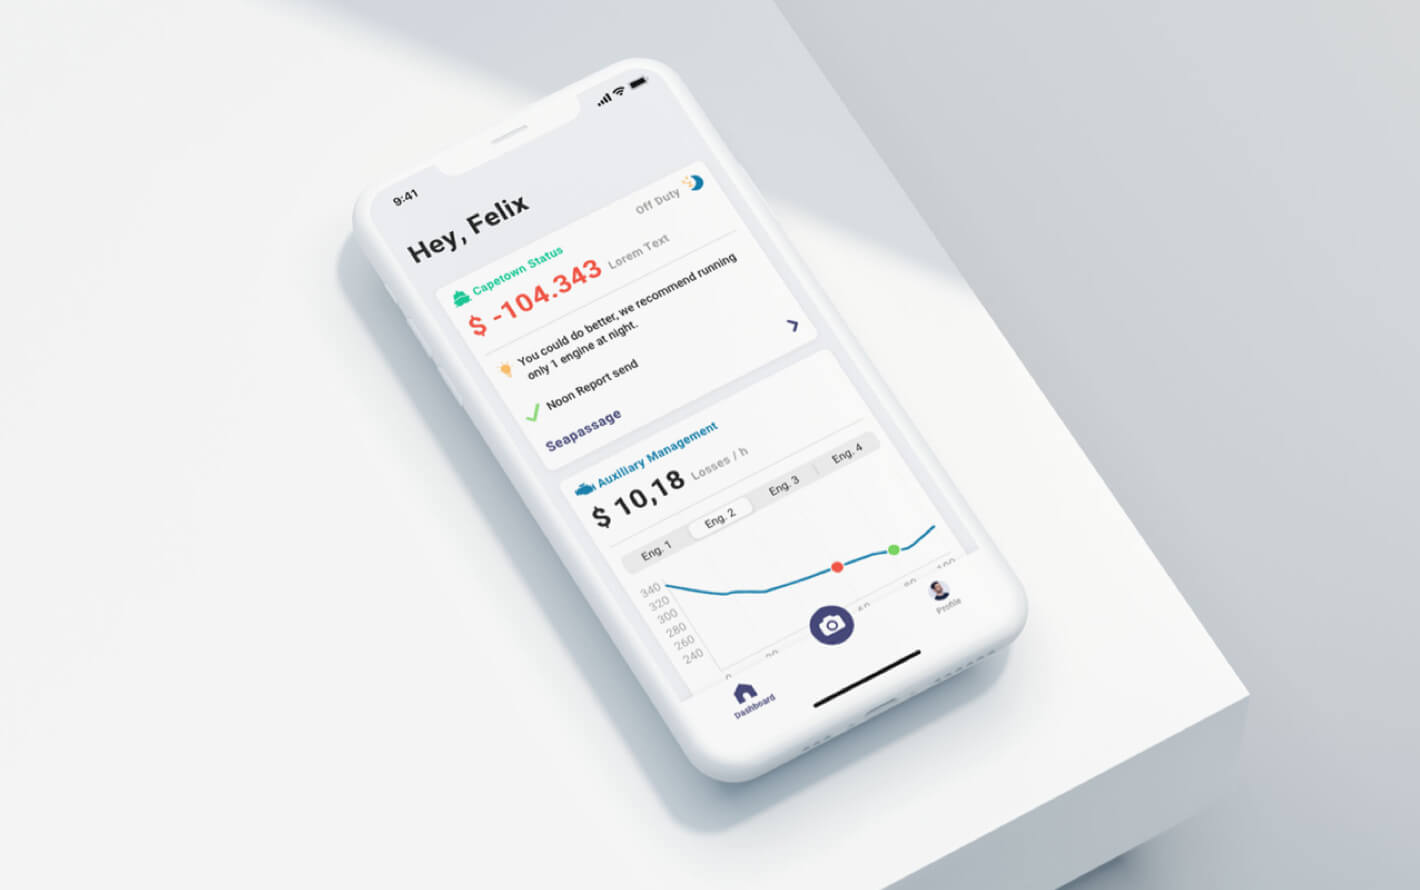 9:41
Hey, Felix
Off Duty
Capetown Status
$ -104.343 Lorem Text
You could do better, we recommend running
only 1 engine at night.
Noon Report send
Seapassage
Auxiliary Management
$ 10,18 Losses / h
Eng. 1 Eng. 2 Eng. 3 Eng. 4
340
320
300
280
260
240
Dashboard
Profile